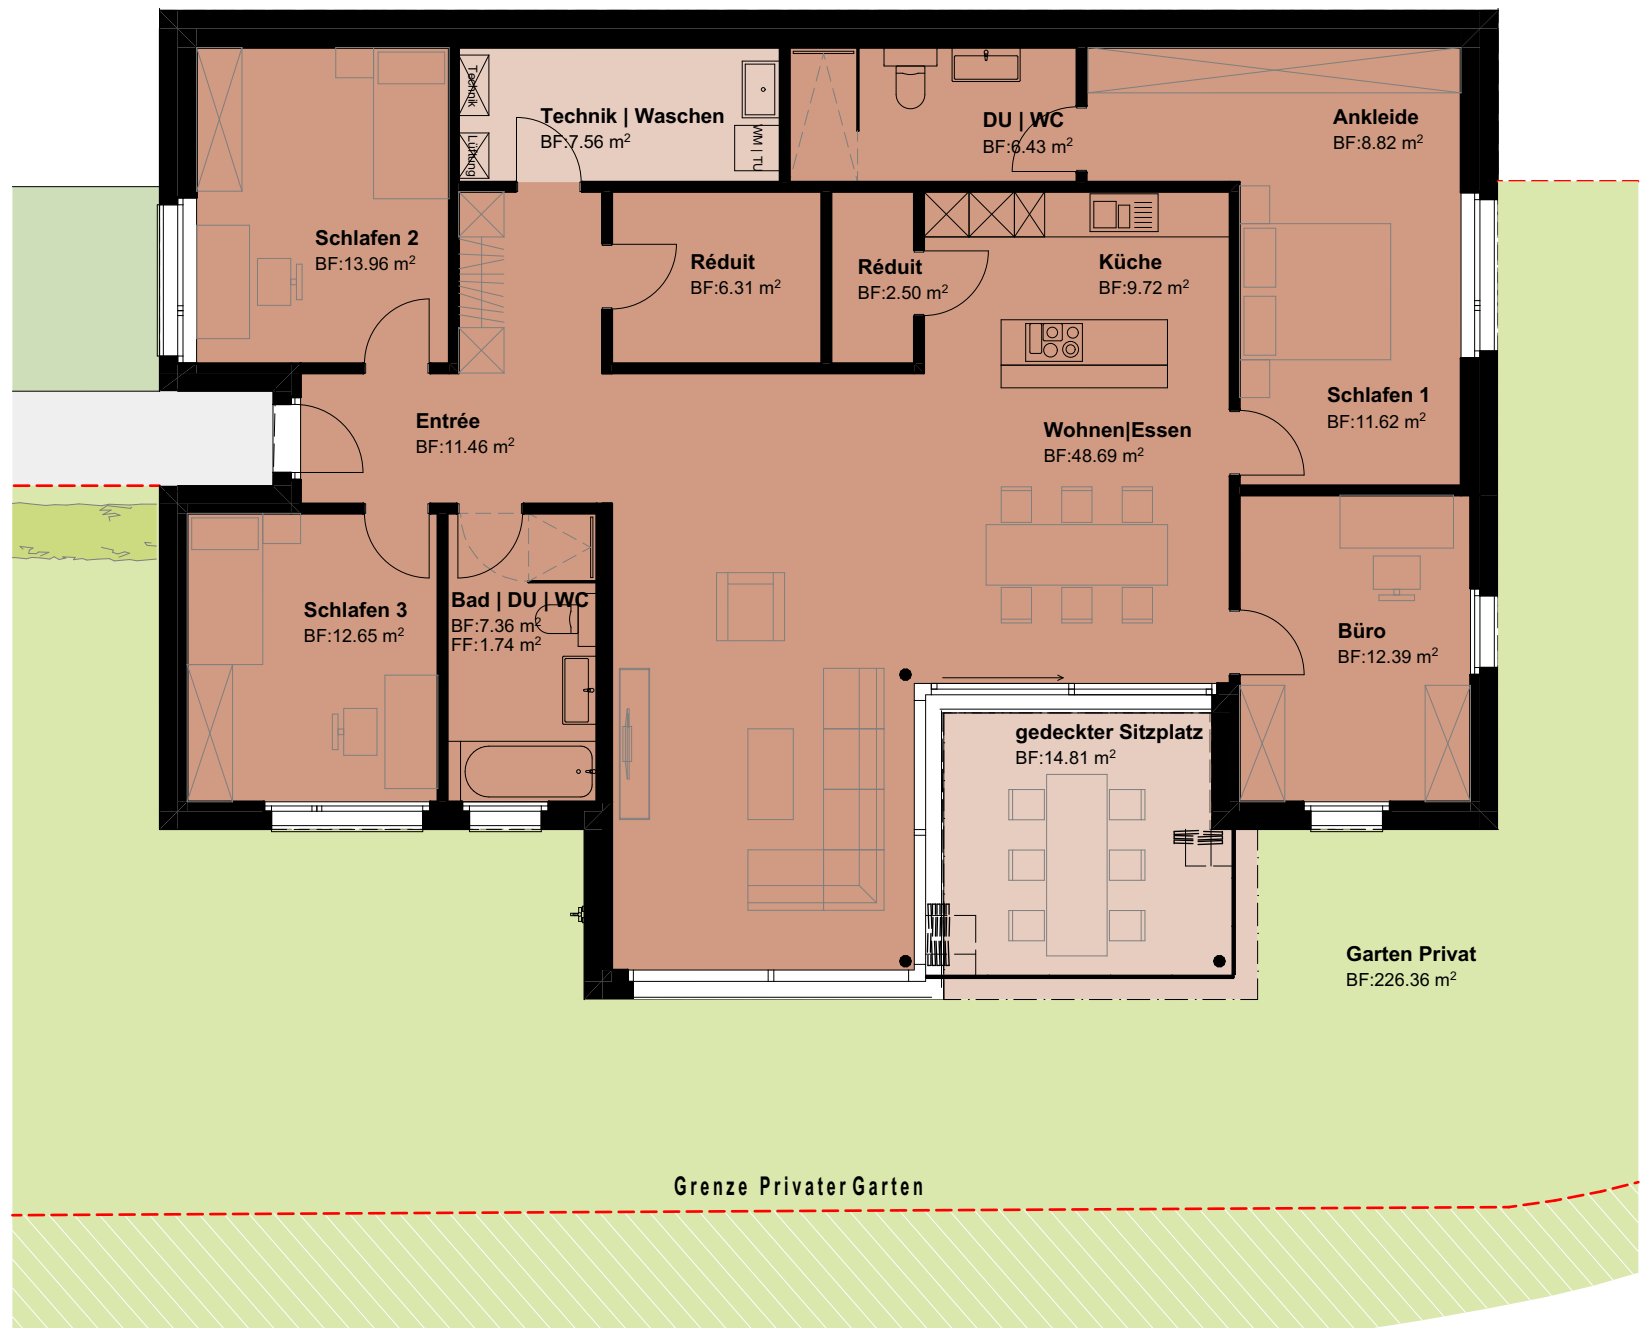 Technik
Lüftung
Technik | Waschen
BF:7.56 m²
WM | TU
DU | WC
BF:6.43 m²
Ankleide
BF:8.82 m²
Schlafen 2
BF:13.96 m²
Réduit
BF:6.31 m²
Réduit
BF:2.50 m²
Küche
BF:9.72 m²
Entrée
BF:11.46 m²
Wohnen|Essen
BF:48.69 m²
Schlafen 1
BF:11.62 m²
Schlafen 3
BF:12.65 m²
Bad | DU | WC
BF:7.36 m²
FF:1.74 m²
Büro
BF:12.39 m²
gedeckter Sitzplatz
BF:14.81 m²
Garten Privat
BF:226.36 m²
Grenze Privater Garten